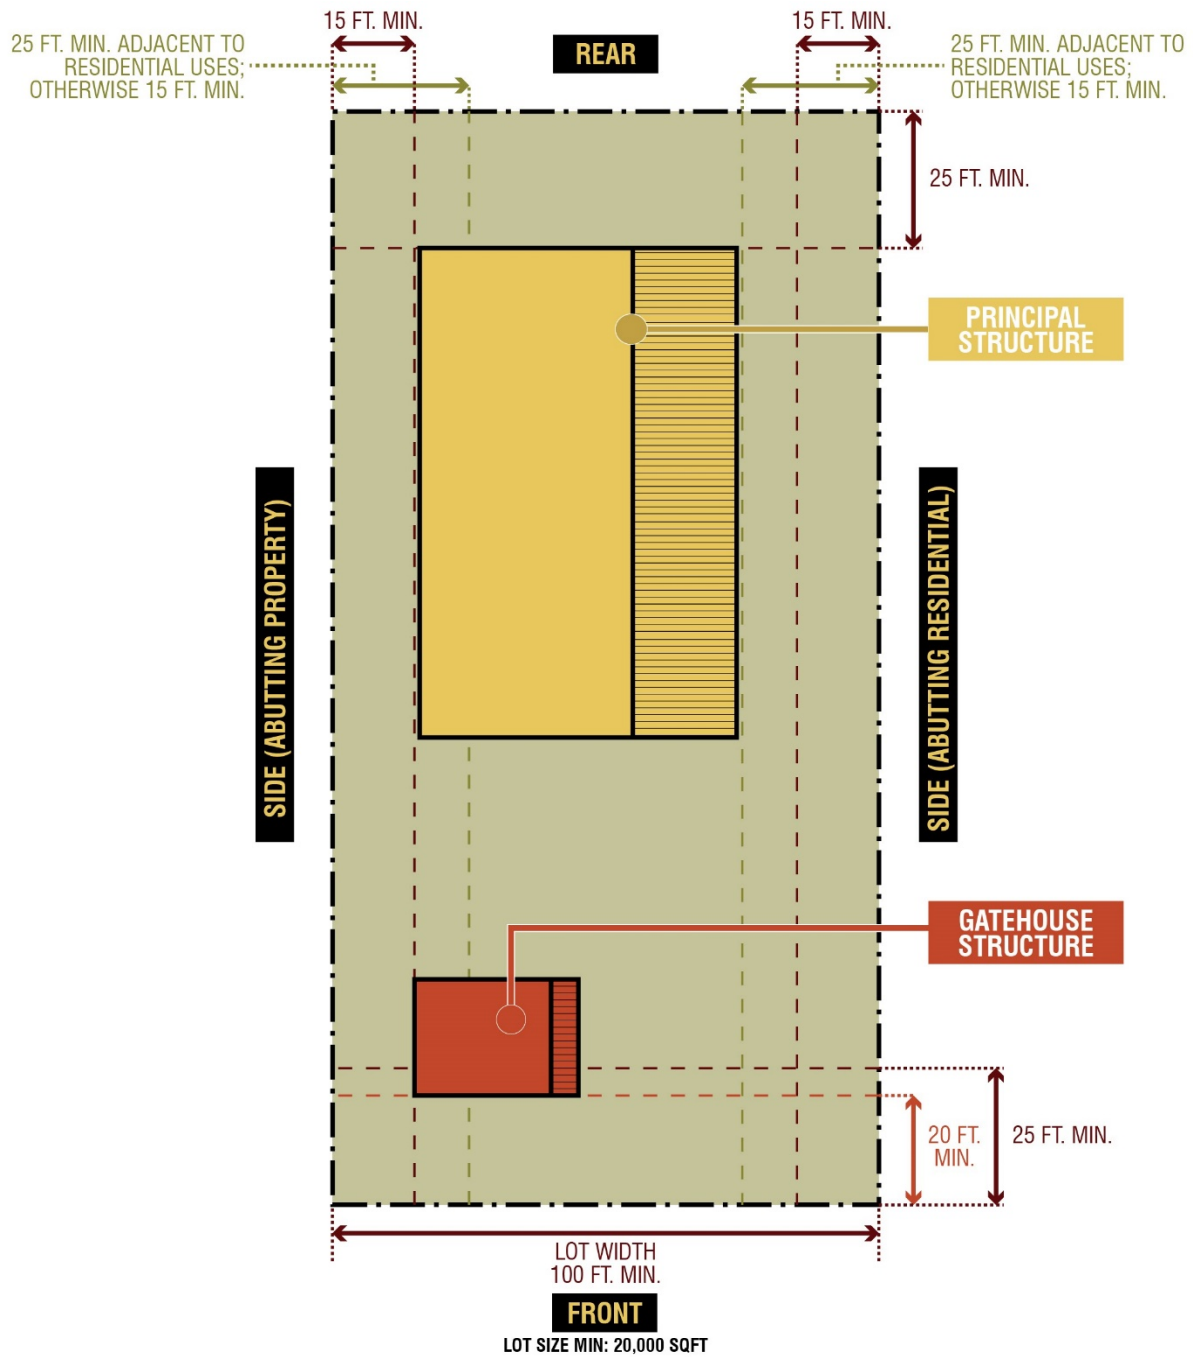 15 FT. MIN.
15 FT. MIN.
25 FT. MIN. ADJACENT TO
RESIDENTIAL USES;
OTHERWISE 15 FT. MIN.
REAR
25 FT. MIN. ADJACENT TO
RESIDENTIAL USES;
OTHERWISE 15 FT. MIN.
25 FT. MIN.
PRINCIPAL
STRUCTURE
SIDE (ABUTTING PROPERTY)
SIDE (ABUTTING RESIDENTIAL)
GATEHOUSE
STRUCTURE
20 FT.
MIN.
25 FT. MIN.
LOT WIDTH
100 FT. MIN.
FRONT
LOT SIZE MIN: 20,000 SQFT